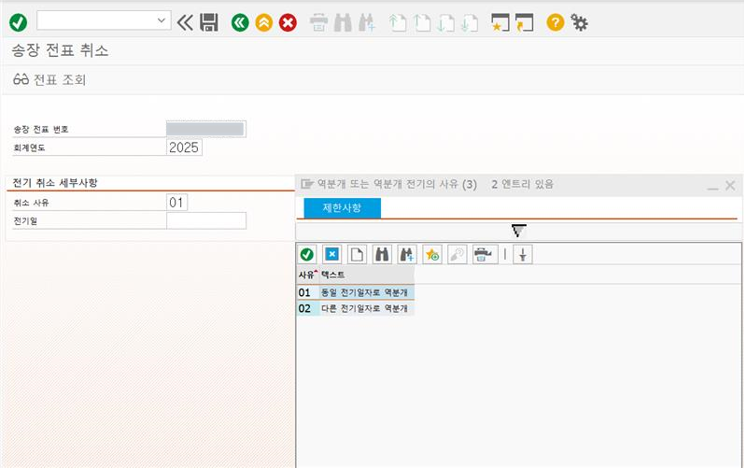 송장 전표 취소
전표 조회
송장 전표 번호
회계연도 2025
전기 취소 세부사항
취소 사유 01
전기일
역분개 또는 역분개 전기의 사유 (3) 2 엔트리 있음
제한사항
사유 텍스트
01 동일 전기일자로 역분개
02 다른 전기일자로 역분개